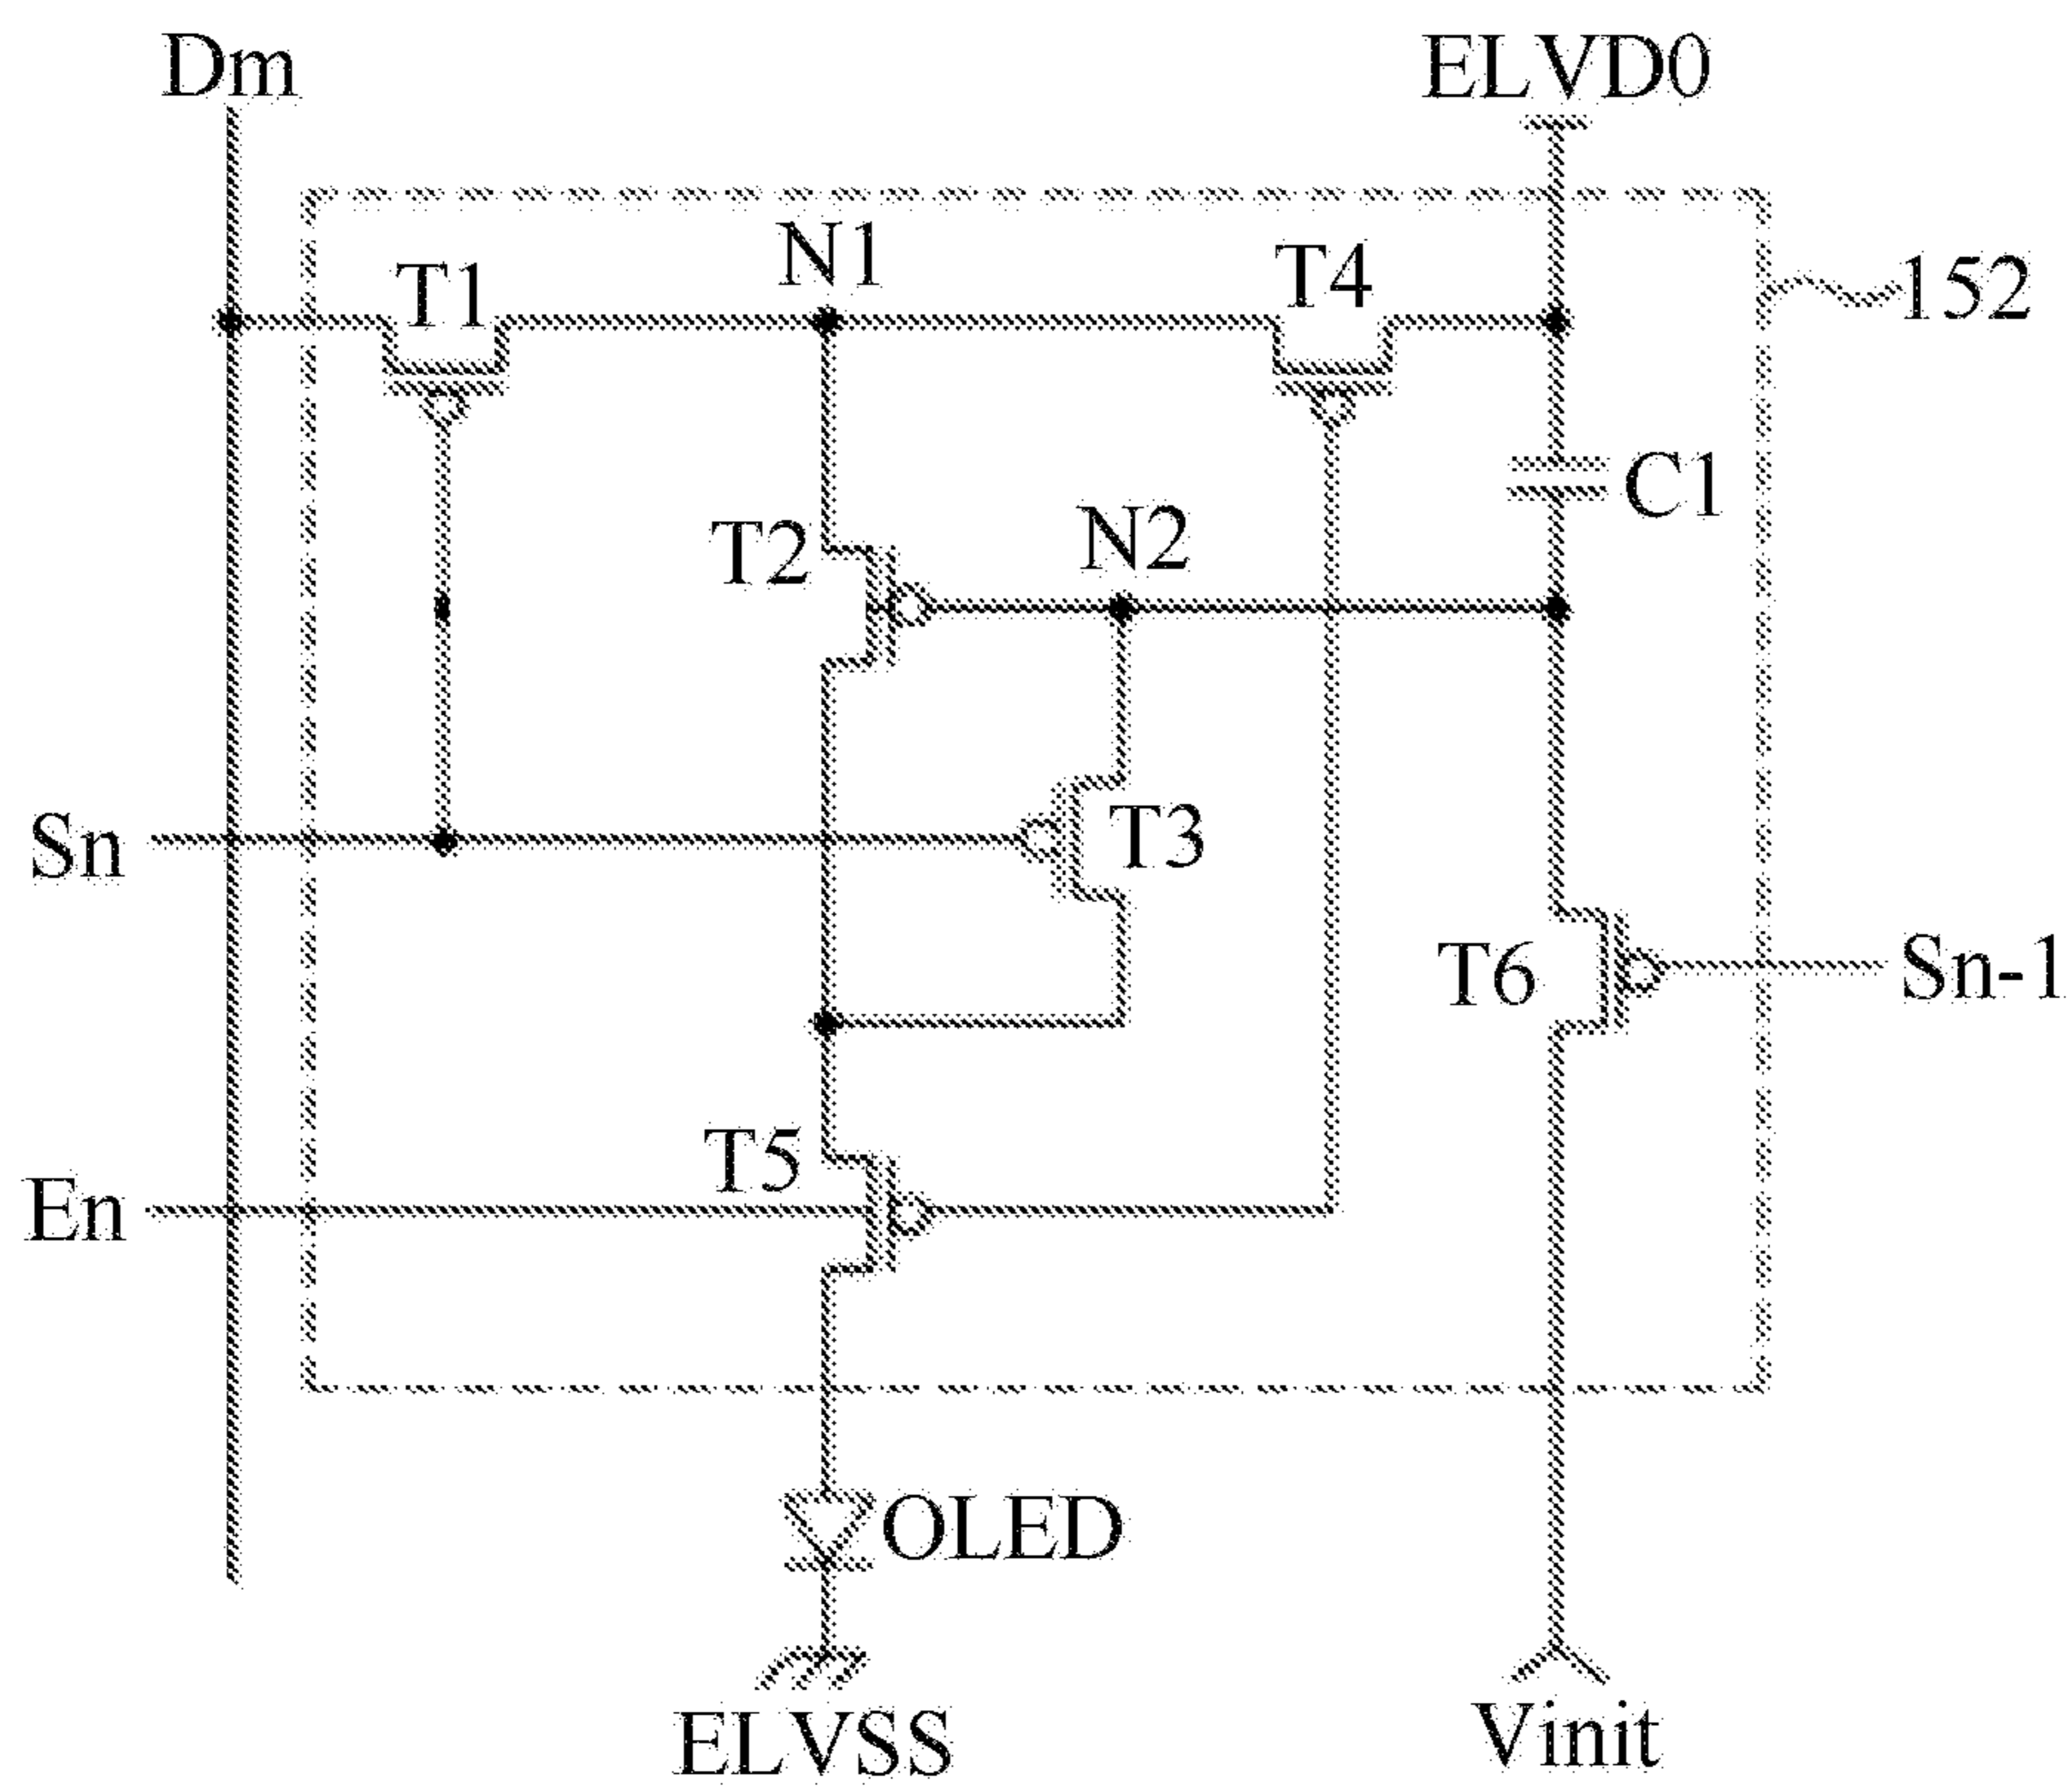 Dm
ELVD0
N1
T1
T4
152
C1
T2
N2
Sn
T3
T6
Sn-1
T5
En
OLED
ELVSS
Vinit